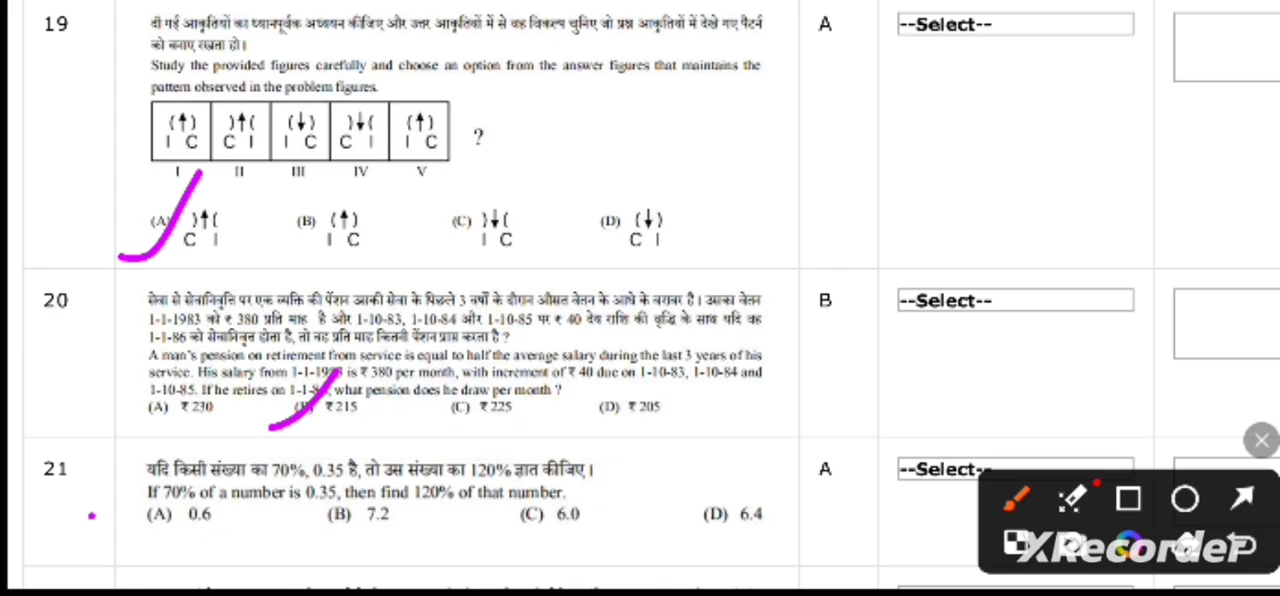 19
दी गई आकृतियों का ध्यानपूर्वक अध्ययन कीजिए और उत्तर आकृतियों में से वह विकल्प चुनिए जो प्रश्न आकृतियों में देखे गए पैटर्न
को बनाए रखता हो।
Study the provided figures carefully and choose an option from the answer figures that maintains the
pattern observed in the problem figures.
A
--Select--
(↑) )↑( (↓) )↓( (↑)
I C C I I C C I I C
?
I II III IV V
(A) )↑( (B) (↑) (C) )↓( (D) (↓)
C I I C I C C I
20
सेवा से सेवानिवृत्ति पर एक व्यक्ति की पेंशन उसकी सेवा के पिछले 3 वर्षों के दौरान औसत वेतन के आधे के बराबर है। उसका वेतन
1-1-1983 को ₹ 380 प्रति माह है और 1-10-83, 1-10-84 और 1-10-85 पर ₹ 40 देय राशि की वृद्धि के साथ यदि वह
1-1-86 को सेवानिवृत्त होता है, तो वह प्रति माह कितनी पेंशन प्राप्त करता है ?
A man's pension on retirement from service is equal to half the average salary during the last 3 years of his
service. His salary from 1-1-1983 is ₹ 380 per month, with increment of ₹ 40 due on 1-10-83, 1-10-84 and
1-10-85. If he retires on 1-1-86, what pension does he draw per month ?
(A) ₹ 230 (B) ₹ 215 (C) ₹ 225 (D) ₹ 205
B
--Select--
21
यदि किसी संख्या का 70%, 0.35 है, तो उस संख्या का 120% ज्ञात कीजिए।
If 70% of a number is 0.35, then find 120% of that number.
(A) 0.6 (B) 7.2 (C) 6.0 (D) 6.4
A
--Select--
XRecorder